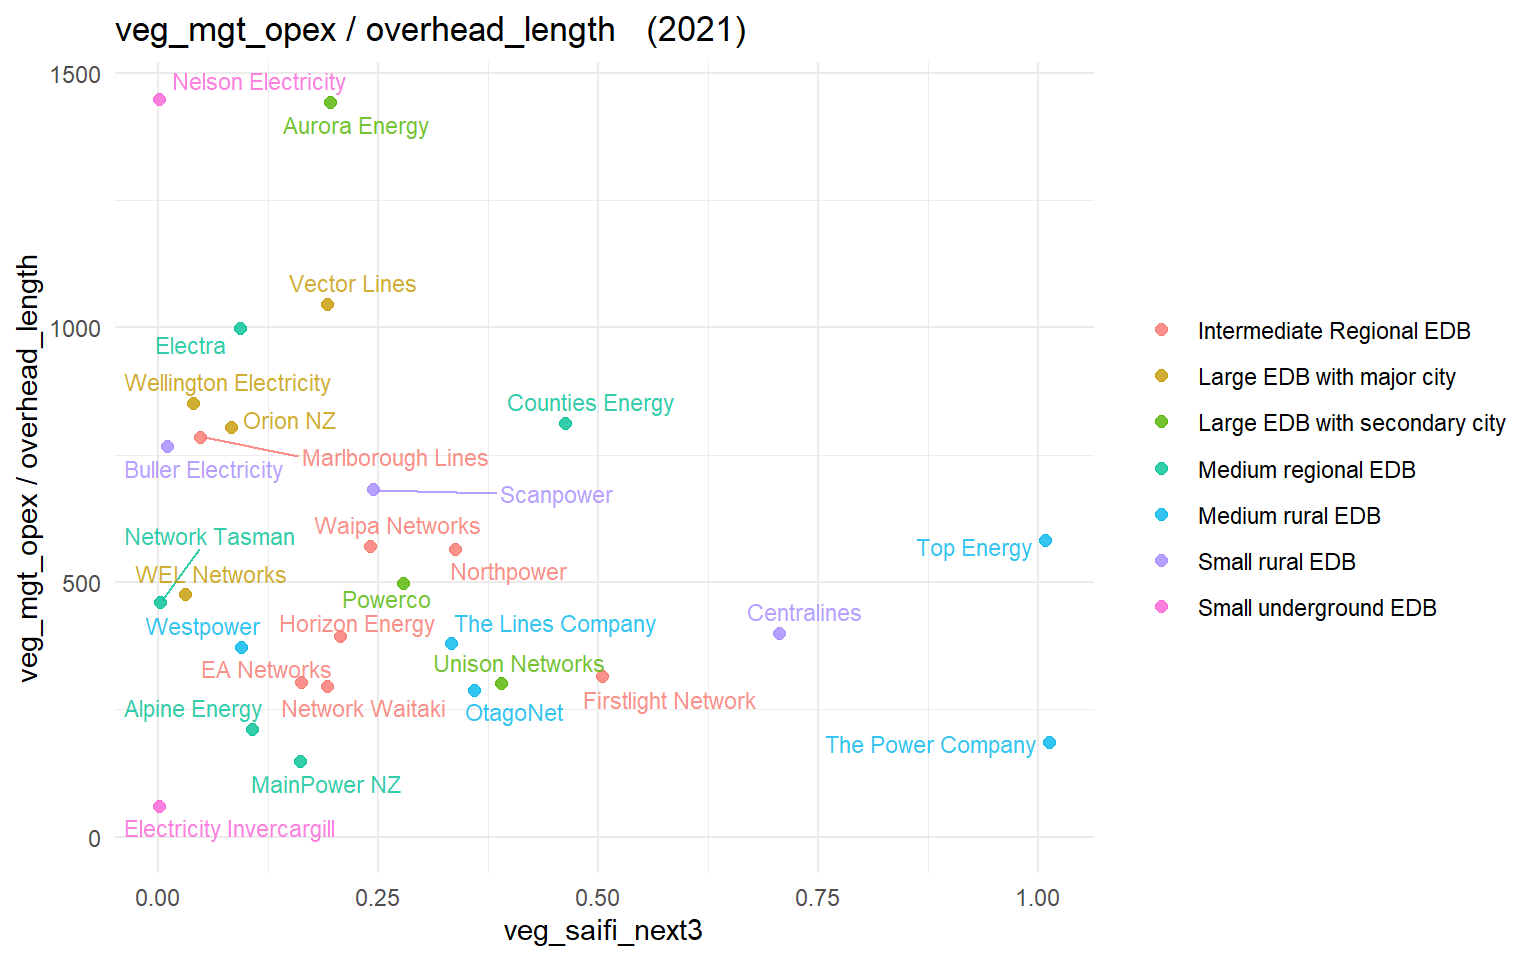 veg_mgt_opex / overhead_length (2021)
veg_mgt_opex / overhead_length
1500
1000
500
0
Nelson Electricity
Aurora Energy
Vector Lines
Electra
Wellington Electricity
Counties Energy
Orion NZ
Marlborough Lines
Buller Electricity
Scanpower
Waipa Networks
Network Tasman
Top Energy
Northpower
WEL Networks
Powerco
Centralines
Horizon Energy
The Lines Company
Westpower
Unison Networks
EA Networks
Firstlight Network
Network Waitaki
Alpine Energy
OtagoNet
The Power Company
MainPower NZ
Electricity Invercargill
0.00
0.25
0.50
0.75
1.00
veg_saifi_next3
Intermediate Regional EDB
Large EDB with major city
Large EDB with secondary city
Medium regional EDB
Medium rural EDB
Small rural EDB
Small underground EDB